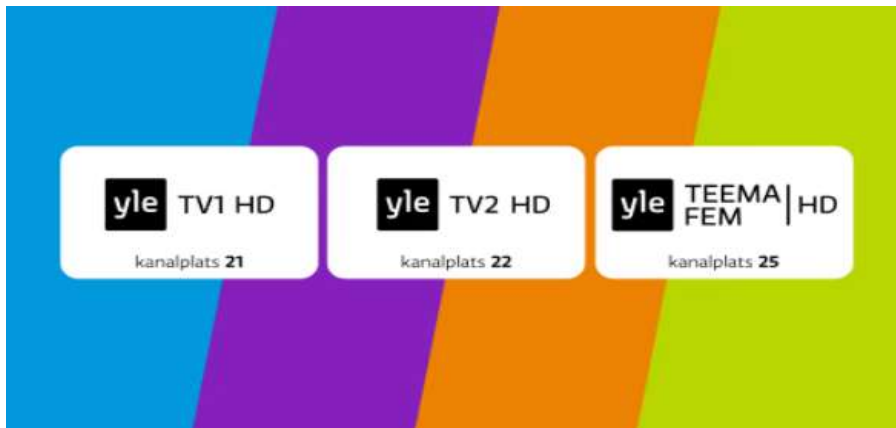 yle TV1 HD
kanalplats 21
yle TV2 HD
kanalplats 22
yle TEEMA FEM | HD
kanalplats 25